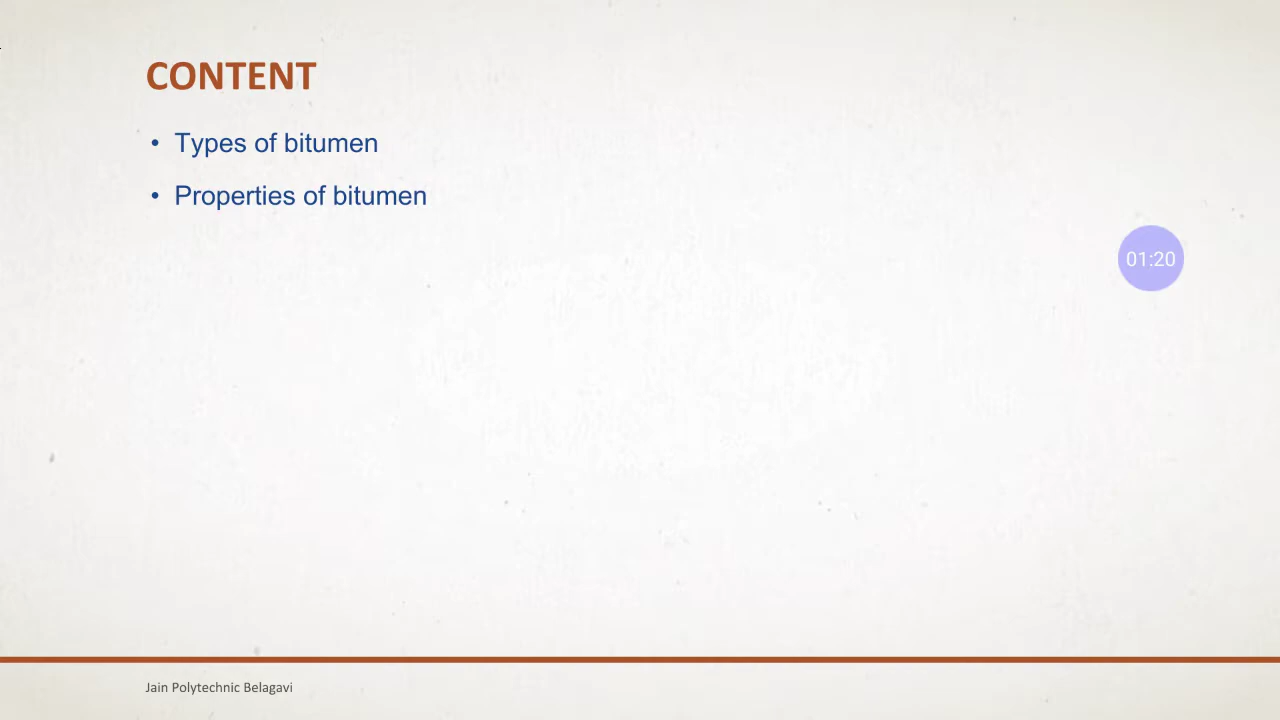 CONTENT
• Types of bitumen
• Properties of bitumen
01:20
Jain Polytechnic Belagavi